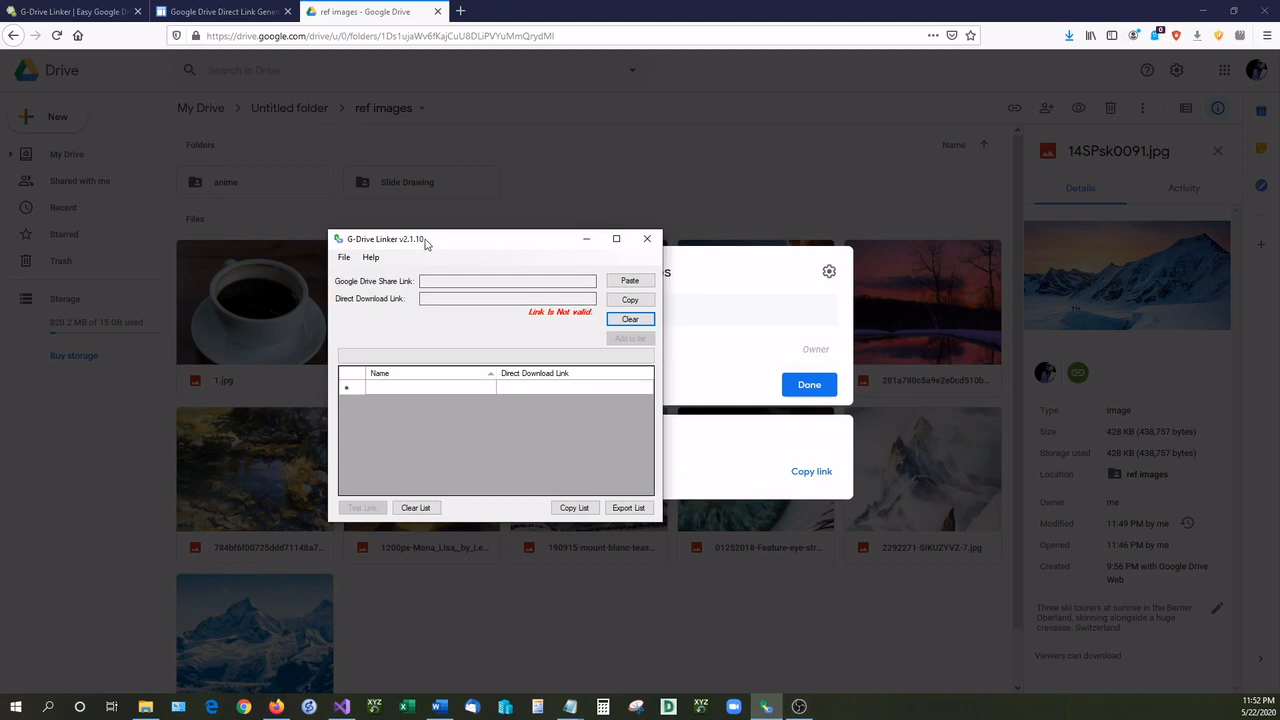 G-Drive Linker | Easy Google Dr
Google Drive Direct Link Gener
ref images - Google Drive
https://drive.google.com/drive/u/0/folders/1Ds1ujaWv6fKajCuU8DLiPVYuMmQrydMI
Drive
Search in Drive
New
My Drive
Shared with me
Recent
Starred
Trash
Storage
820.2 MB of 15 GB used
Buy storage
My Drive > Untitled folder > ref images
Folders
Name
anime
Slide Drawing
Files
1.jpg
281a780c5a9e2e0cd510b...
784bf6f00725ddd71148a7...
1200px-Mona_Lisa,_by_Le...
190915-mount-blanc-teas...
01252018-Feature-eye-str...
2292271-SIKUZYVZ-7.jpg
G-Drive Linker v2.1.10
File Help
Google Drive Share Link:
Paste
Direct Download Link:
Copy
Link Is Not valid.
Clear
Add to list
Name
Direct Download Link
Test Link
Clear List
Copy List
Export List
Owner
Done
Copy link
14SPsk0091.jpg
Details
Activity
Type Image
Size 428 KB (438,757 bytes)
Storage used 428 KB (438,757 bytes)
Location ref images
Owner me
Modified 11:49 PM by me
Opened 11:46 PM by me
Created 9:56 PM with Google Drive
Web
Three ski tourers at sunrise in the Berner
Oberland, skinning alongside a huge
crevasse. Switzerland
Viewers can download
11:52 PM
5/22/2020